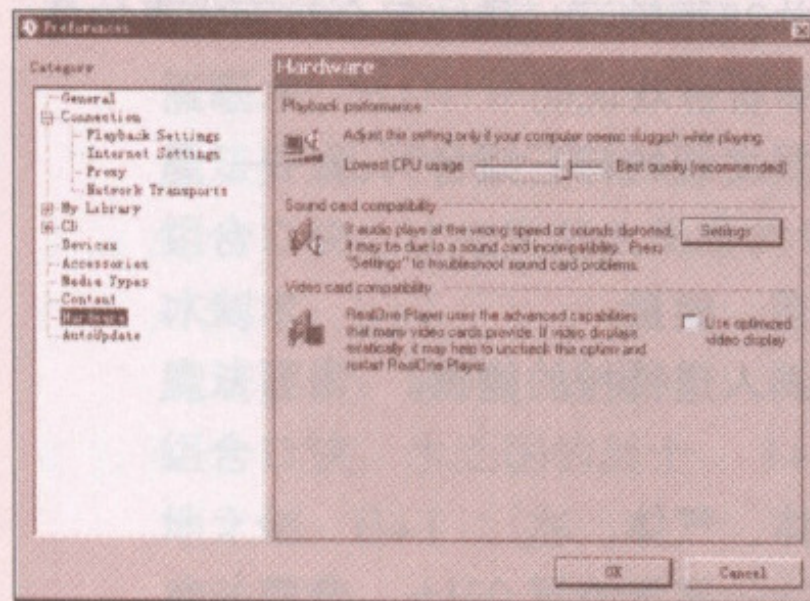 Preferences
Category
General
Connection
Playback Settings
Internet Settings
Proxy
Network Transports
My Library
CD
Devices
Accessories
Media Types
Content
Hardware
AutoUpdate
Hardware
Playback performance
Adjust this setting only if your computer seems sluggish while playing.
Lowest CPU usage
Best quality (recommended)
Sound card compatibility
If audio plays at the wrong speed or sounds distorted,
it may be due to a sound card incompatibility. Press
"Settings" to troubleshoot sound card problems.
Settings
Video card compatibility
RealOne Player uses the advanced capabilities
that many video cards provide. If video displays
erratically, it may help to uncheck this option and
restart RealOne Player.
Use optimized
video display
OK
Cancel